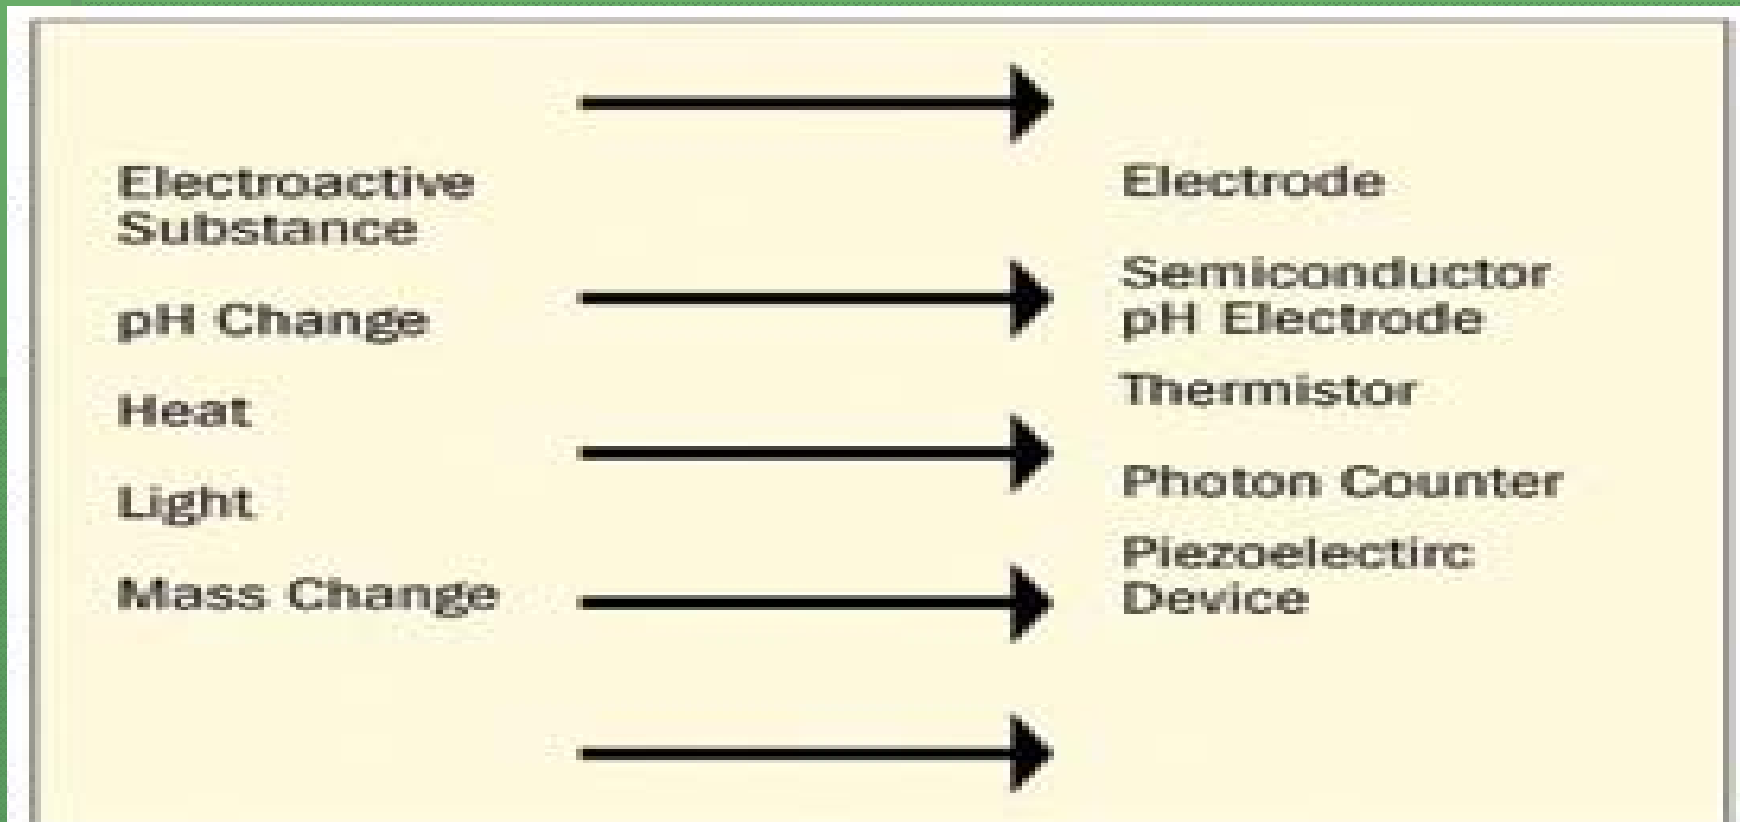 Electroactive
Substance
pH Change
Heat
Light
Mass Change
Electrode
Semiconductor
pH Electrode
Thermistor
Photon Counter
Piezoelectirc
Device